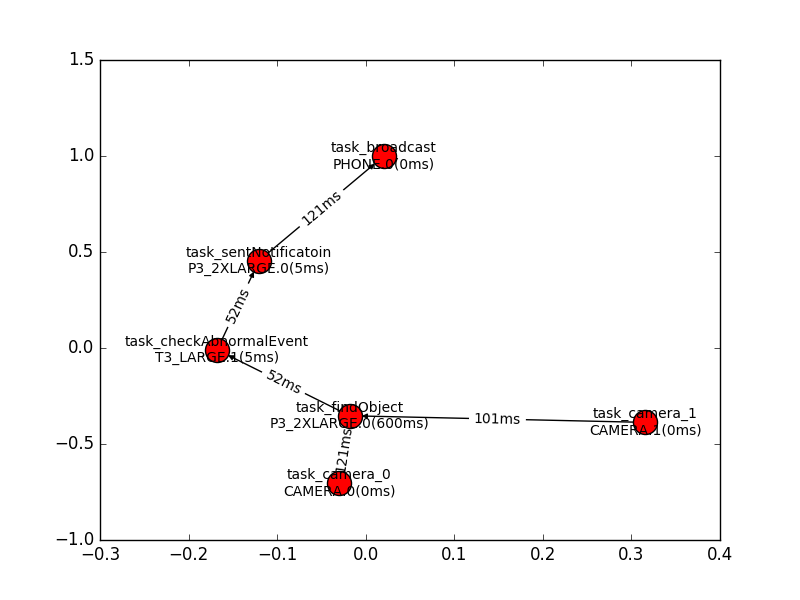 1.5
1.0
0.5
0.0
−0.5
−1.0
−0.3
−0.2
−0.1
0.0
0.1
0.2
0.3
0.4
task_broadcast
PHONE.0(0ms)
121ms
task_sentNotificatoin
P3_2XLARGE.0(5ms)
52ms
task_checkAbnormalEvent
T3_LARGE.1(5ms)
52ms
task_findObject
P3_2XLARGE.0(600ms)
101ms
task_camera_1
CAMERA.1(0ms)
121ms
task_camera_0
CAMERA.0(0ms)